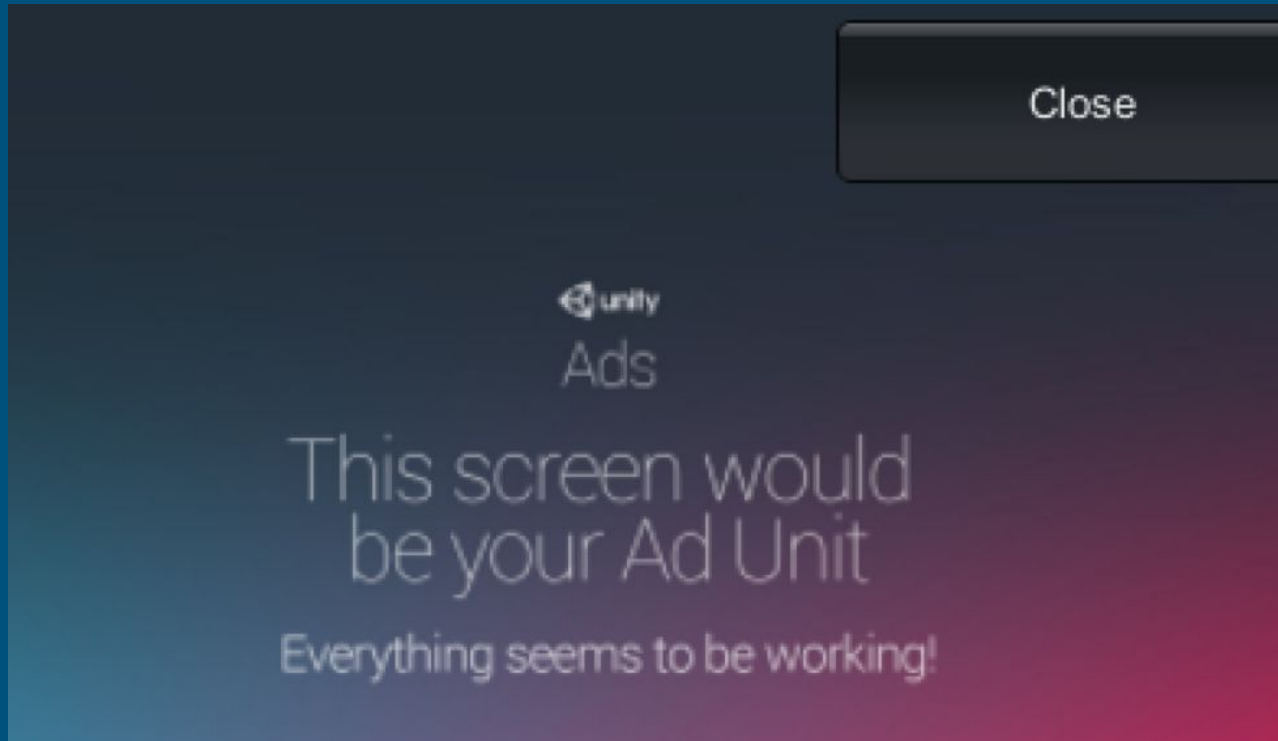 Close
unity
Ads
This screen would
be your Ad Unit
Everything seems to be working!